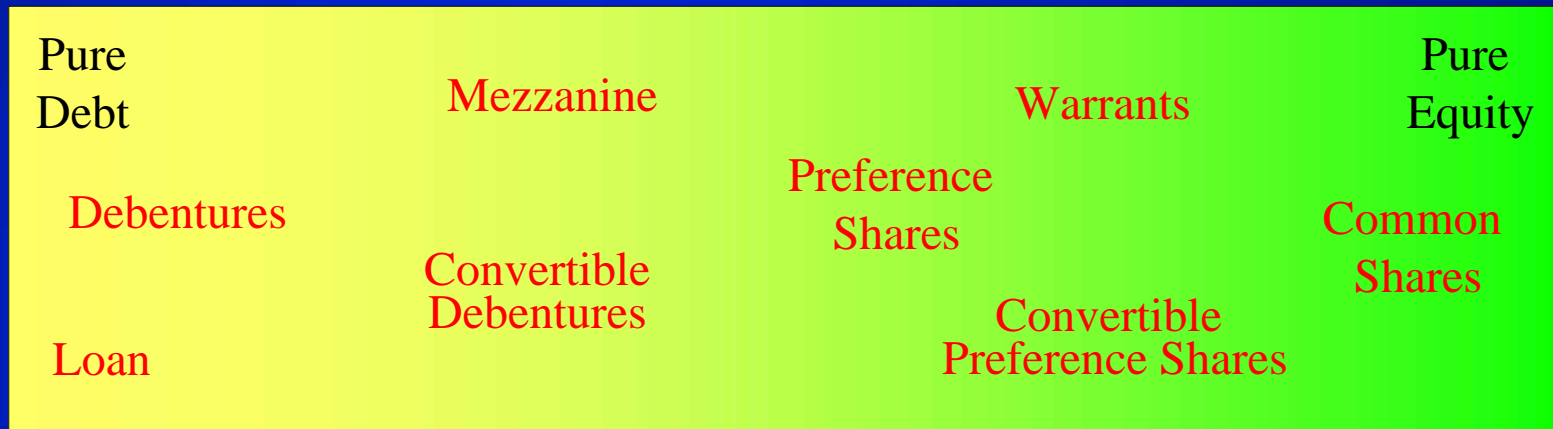 Pure
Debt
Mezzanine
Warrants
Pure
Equity
Debentures
Preference
Shares
Common
Shares
Convertible
Debentures
Convertible
Preference Shares
Loan